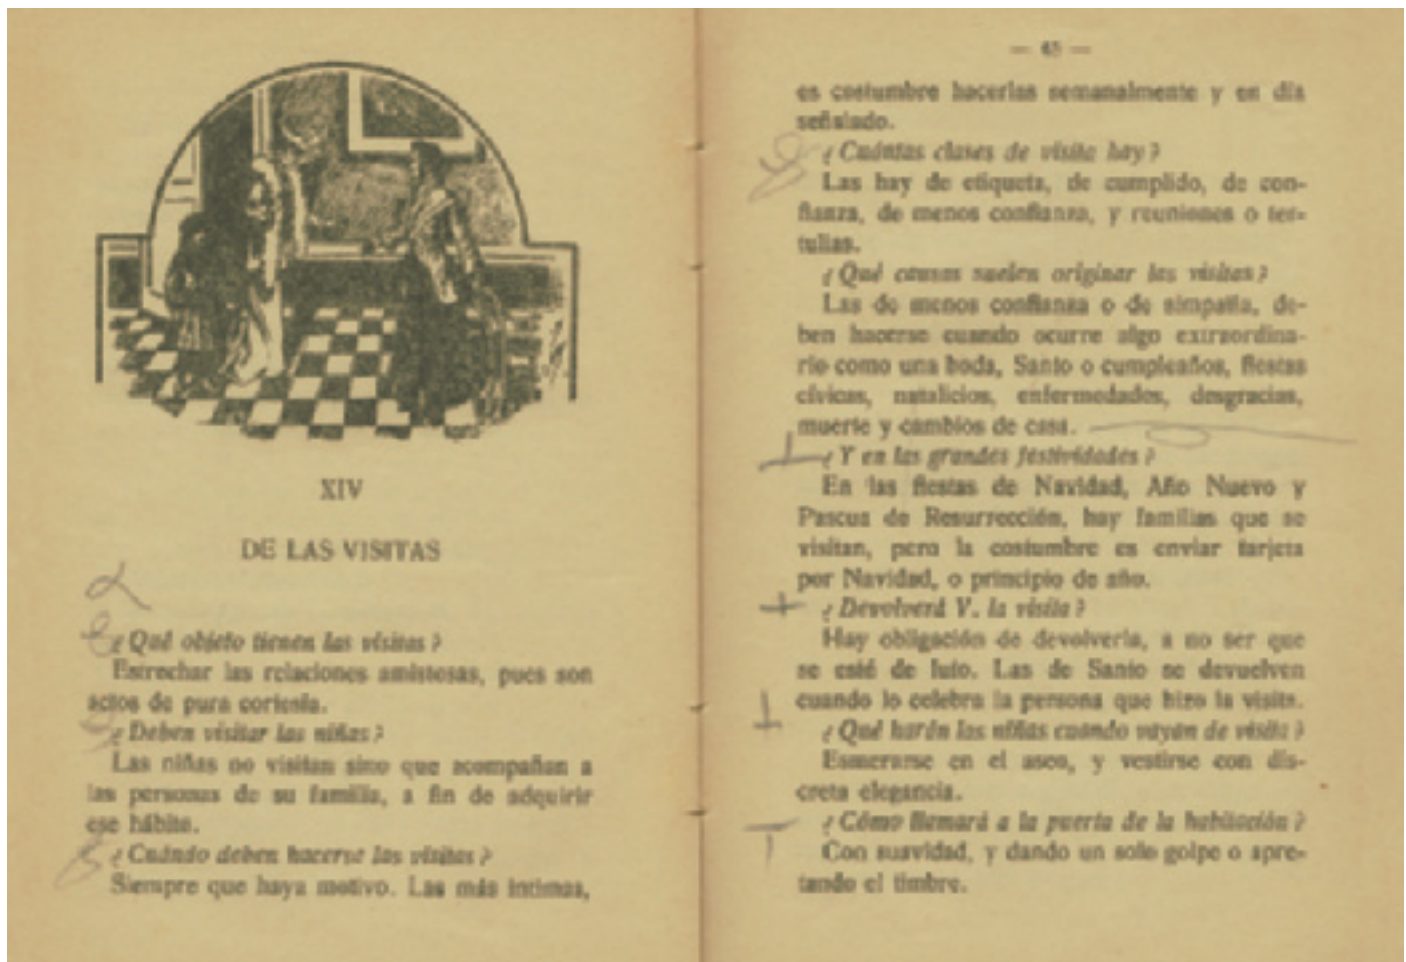 XIV
DE LAS VISITAS
¿Qué objeto tienen las visitas?
Estrechar las relaciones amistosas, pues son
actos de pura cortesía.
¿Deben visitar las niñas?
Las niñas no visitan sino que acompañan a
las personas de su familia, a fin de adquirir
ese hábito.
¿Cuándo deben hacerse las visitas?
Siempre que haya motivo. Las más íntimas,
es costumbre hacerlas semanalmente y en día
señalado.
¿Cuántas clases de visita hay?
Las hay de etiqueta, de cumplido, de con-
fianza, de menos confianza, y reuniones o ter-
tulias.
¿Qué causas suelen originar las visitas?
Las de menos confianza o de simpatía, de-
ben hacerse cuando ocurre algo extraordina-
rio como una boda, Santo o cumpleaños, fiestas
cívicas, natalicios, enfermedades, desgracias,
muerte y cambios de casa.
¿Y en las grandes festividades?
En las fiestas de Navidad, Año Nuevo y
Pascua de Resurrección, hay familias que se
visitan, pero la costumbre es enviar tarjeta
por Navidad, o principio de año.
¿Devolverá V. la visita?
Hay obligación de devolverla, a no ser que
se esté de luto. Las de Santo se devuelven
cuando lo celebra la persona que hizo la visita.
¿Qué harán las niñas cuando vayan de visita?
Esmerarse en el aseo, y vestirse con dis-
creta elegancia.
¿Cómo llamará a la puerta de la habitación?
Con suavidad, y dando un solo golpe o apre-
tando el timbre.